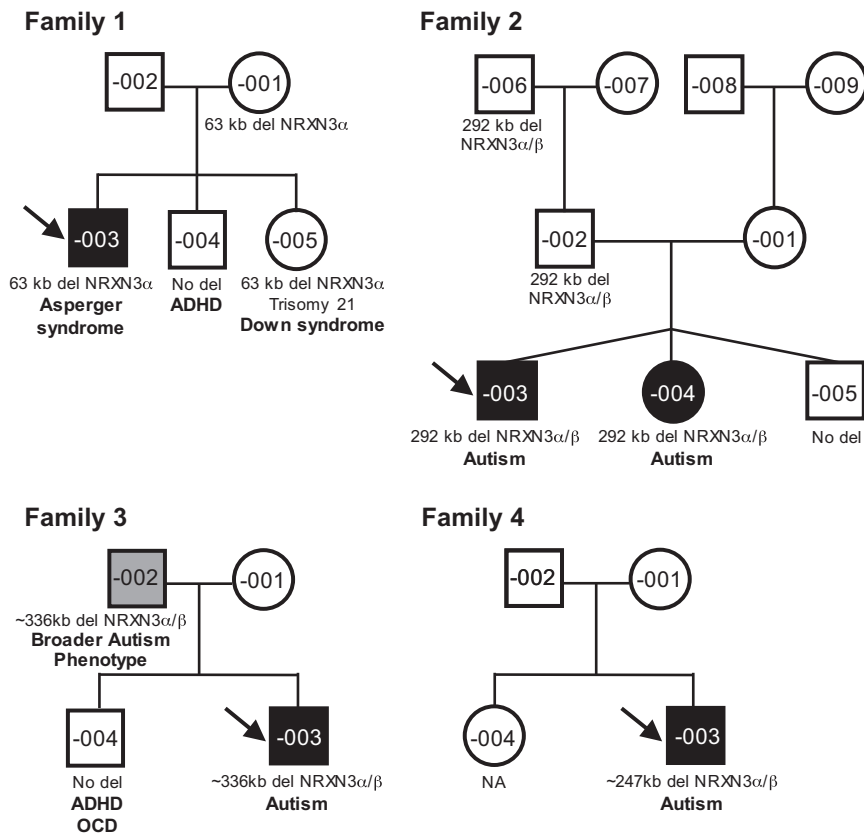 Family 1
-002
-001
63 kb del NRXN3α
-003
-004
-005
63 kb del NRXN3α
Asperger
syndrome
No del
ADHD
63 kb del NRXN3α
Trisomy 21
Down syndrome
Family 2
-006
-007
-008
-009
292 kb del
NRXN3α/β
-002
-001
292 kb del
NRXN3α/β
-003
-004
-005
292 kb del NRXN3α/β
Autism
292 kb del NRXN3α/β
Autism
No del
Family 3
-002
-001
~336kb del NRXN3α/β
Broader Autism
Phenotype
-004
-003
No del
ADHD
OCD
~336kb del NRXN3α/β
Autism
Family 4
-002
-001
-004
-003
NA
~247kb del NRXN3α/β
Autism